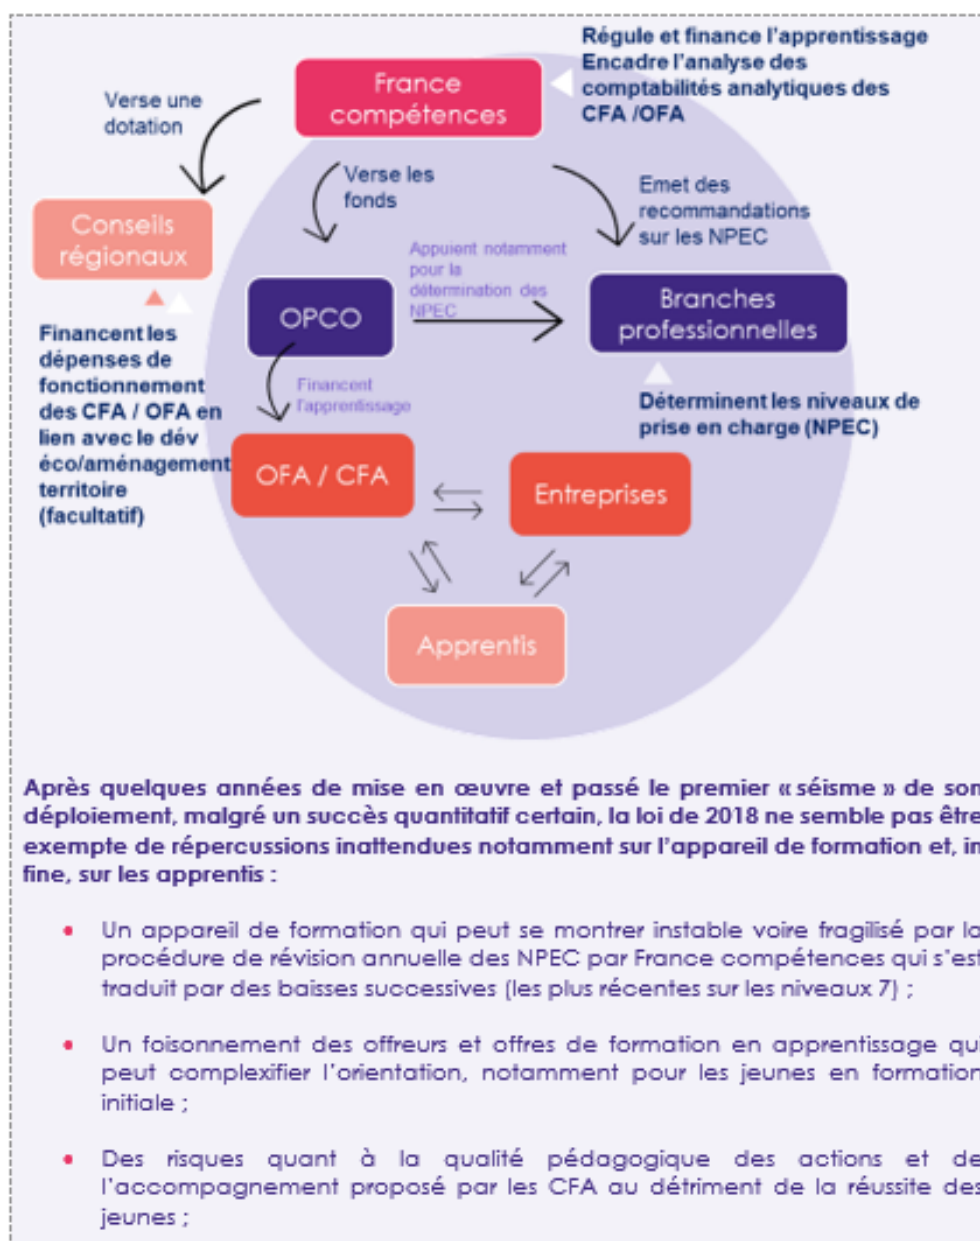 Régule et finance l'apprentissage
Encadre l'analyse des
comptabilités analytiques des
CFA /OFA
France
compétences
Verse une
dotation
Verse les
fonds
Emet des
recommandations
sur les NPEC
Conseils
régionaux
Appuient notamment
pour la
détermination des
NPEC
OPCO
Branches
professionnelles
Financent les
dépenses de
fonctionnement
des CFA / OFA en
lien avec le dév
éco/aménagement
territoire
(facultatif)
Financent
l'apprentissage
Déterminent les niveaux de
prise en charge (NPEC)
OFA / CFA
Entreprises
Apprentis
Après quelques années de mise en œuvre et passé le premier « séisme » de son
déploiement, malgré un succès quantitatif certain, la loi de 2018 ne semble pas être
exempte de répercussions inattendues notamment sur l'appareil de formation et, in
fine, sur les apprentis :
• Un appareil de formation qui peut se montrer instable voire fragilisé par la
procédure de révision annuelle des NPEC par France compétences qui s'est
traduit par des baisses successives (les plus récentes sur les niveaux 7) ;
• Un foisonnement des offreurs et offres de formation en apprentissage qui
peut complexifier l'orientation, notamment pour les jeunes en formation
initiale ;
• Des risques quant à la qualité pédagogique des actions et de
l'accompagnement proposé par les CFA au détriment de la réussite des
jeunes ;